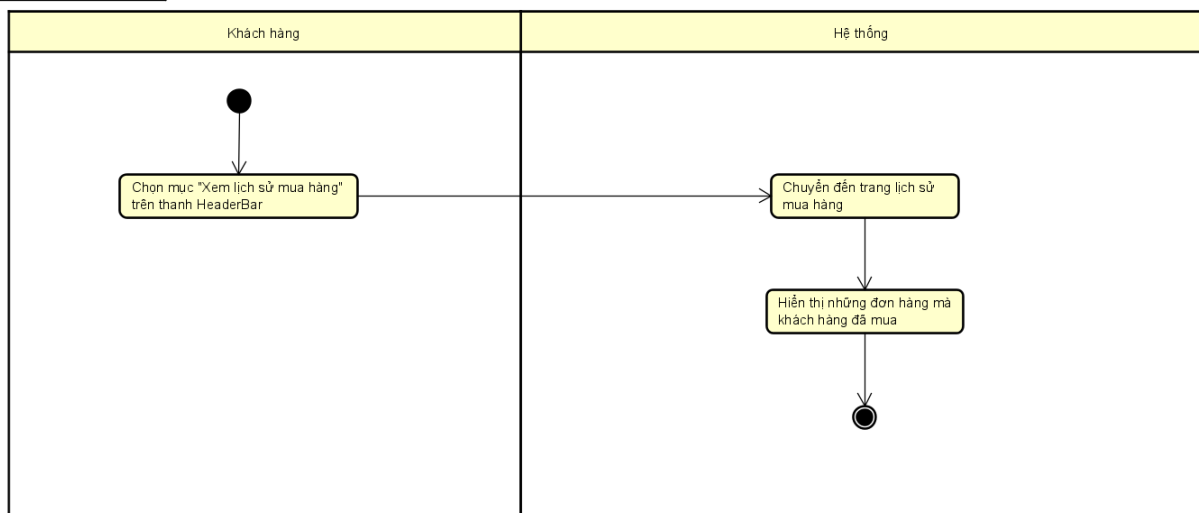 Khách hàng
Hệ thống
Chọn mục "Xem lịch sử mua hàng"
trên thanh HeaderBar
Chuyển đến trang lịch sử
mua hàng
Hiển thị những đơn hàng mà
khách hàng đã mua